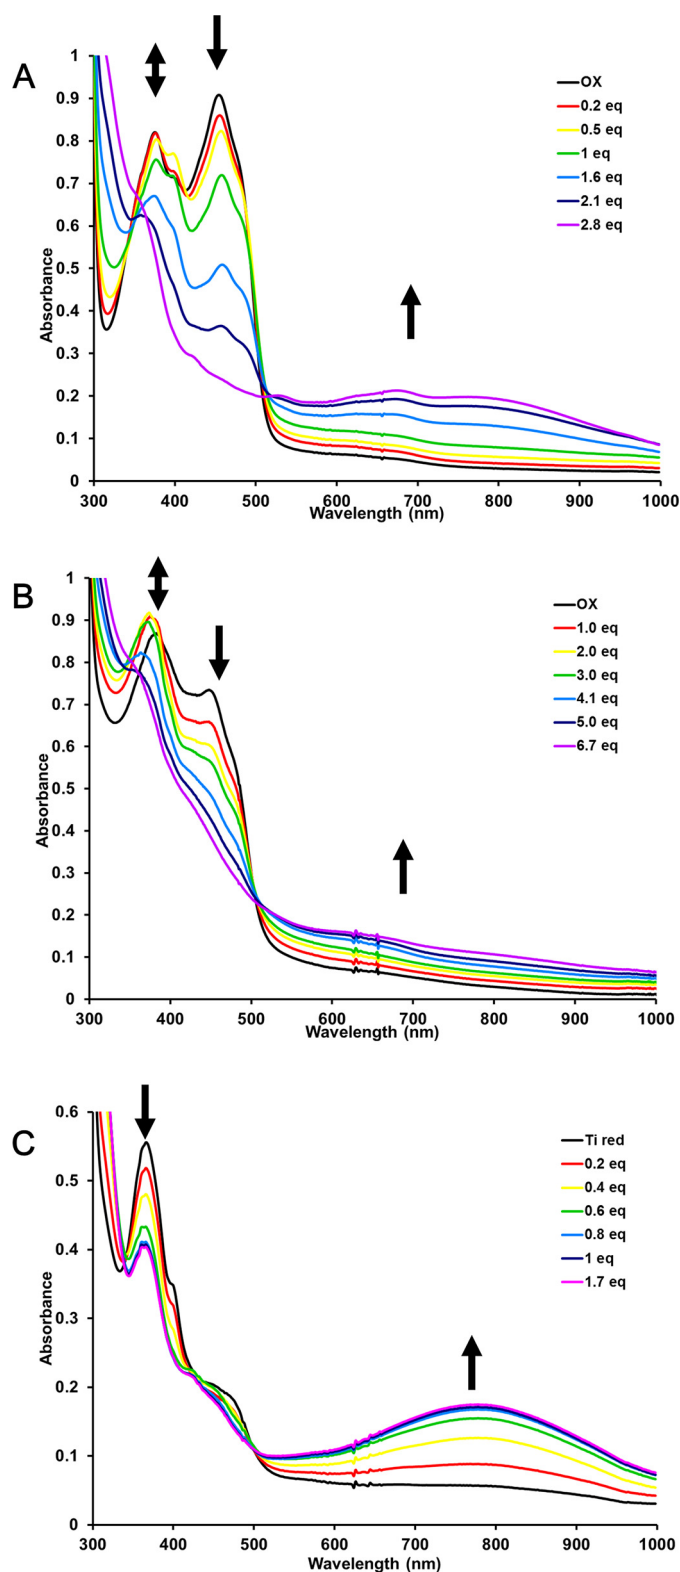 A
1
0.9
0.8
0.7
0.6
0.5
0.4
0.3
0.2
0.1
0
Absorbance
300 400 500 600 700 800 900 1000
Wavelength (nm)
OX
0.2 eq
0.5 eq
1 eq
1.6 eq
2.1 eq
2.8 eq
B
1
0.9
0.8
0.7
0.6
0.5
0.4
0.3
0.2
0.1
0
Absorbance
300 400 500 600 700 800 900 1000
Wavelength (nm)
OX
1.0 eq
2.0 eq
3.0 eq
4.1 eq
5.0 eq
6.7 eq
C
0.6
0.5
0.4
0.3
0.2
0.1
0
Absorbance
300 400 500 600 700 800 900 1000
Wavelength (nm)
Ti red
0.2 eq
0.4 eq
0.6 eq
0.8 eq
1 eq
1.7 eq